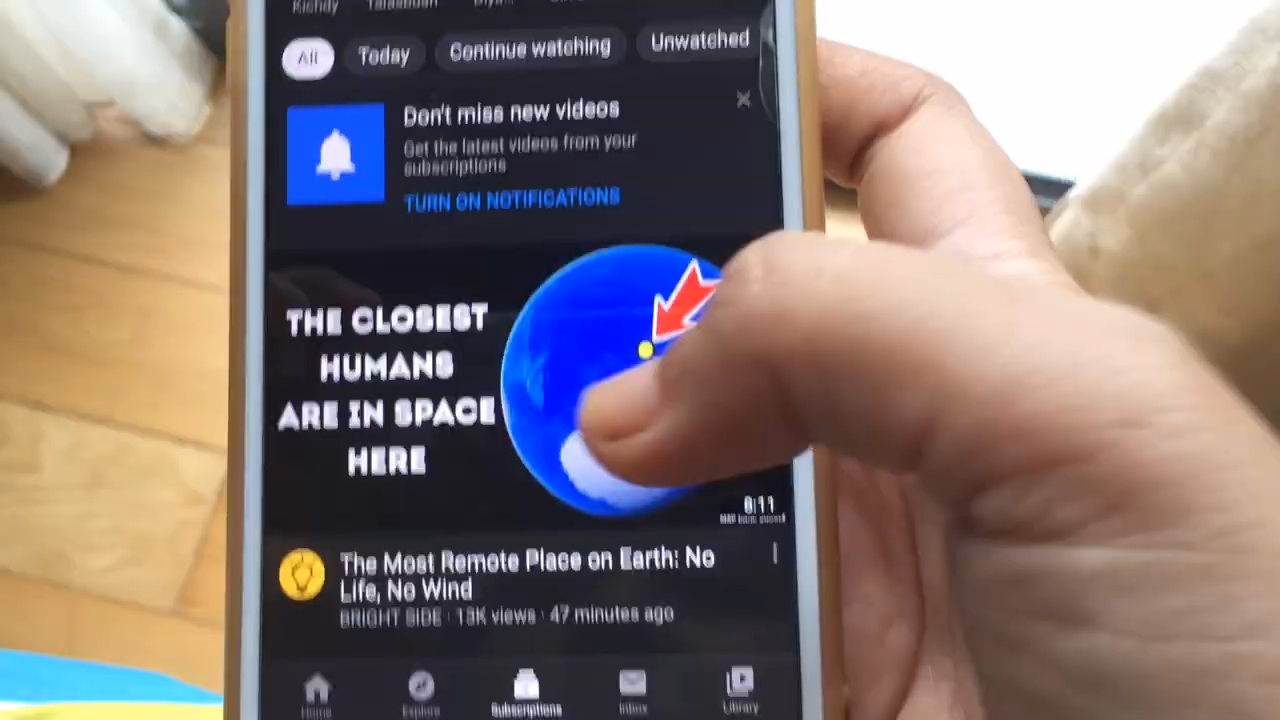 All Today Continue watching Unwatched
Don't miss new videos
Get the latest videos from your
subscriptions
TURN ON NOTIFICATIONS
THE CLOSEST
HUMANS
ARE IN SPACE
HERE
8:11
The Most Remote Place on Earth: No
Life, No Wind
BRIGHT SIDE · 13K views · 47 minutes ago
Home Explore Subscriptions Inbox Library